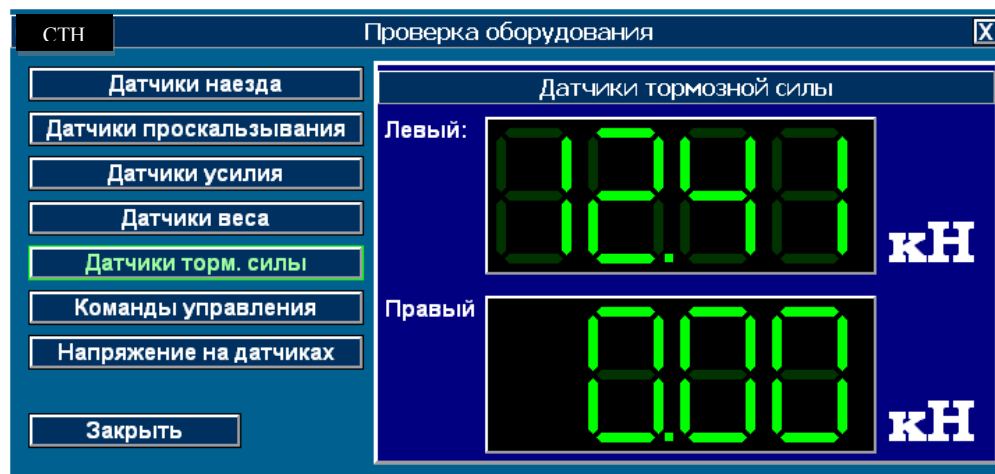 СТН
Проверка оборудования
X
Датчики наезда
Датчики проскальзывания
Датчики усилия
Датчики веса
Датчики торм. силы
Команды управления
Напряжение на датчиках
Закрыть
Датчики тормозной силы
Левый:
12.41
кН
Правый
0.00
кН